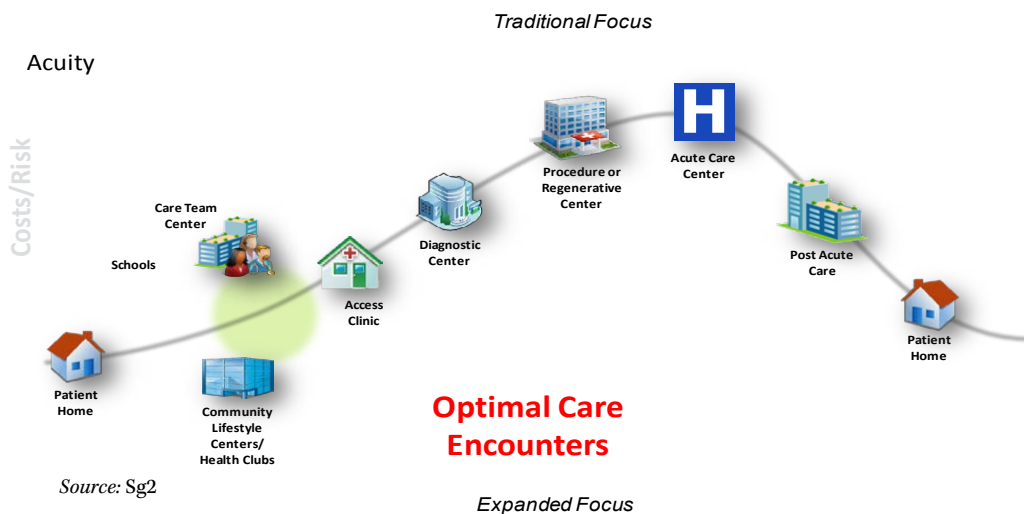 Traditional Focus
Acuity
Costs/Risk
H
Acute Care
Center
Procedure or
Regenerative
Center
Care Team
Center
Diagnostic
Center
Post Acute
Care
Schools
Access
Clinic
Patient
Home
Patient
Home
Community
Lifestyle
Centers/
Health Clubs
Optimal Care
Encounters
Source: Sg2
Expanded Focus